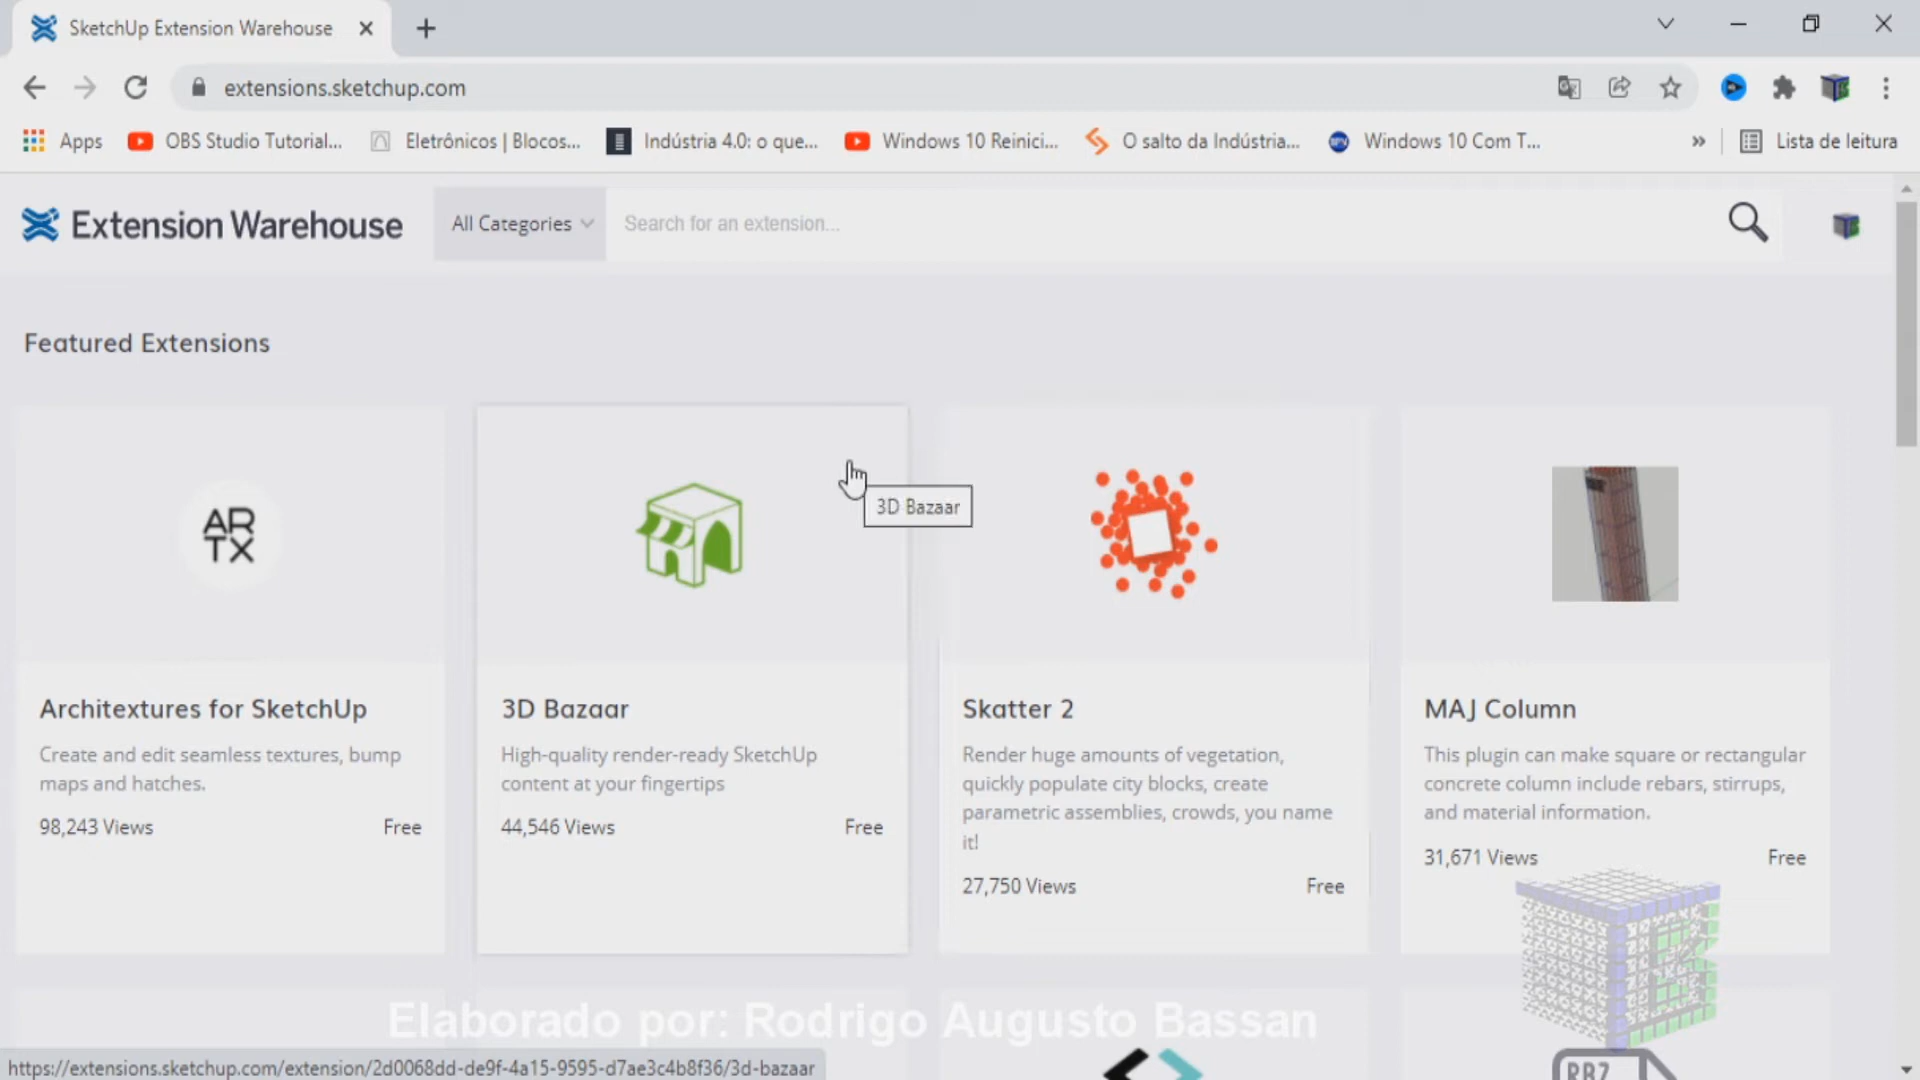 SketchUp Extension Warehouse
extensions.sketchup.com
Apps
OBS Studio Tutorial...
Eletrônicos | Blocos...
Indústria 4.0: o que...
Windows 10 Reinici...
O salto da Indústria...
Windows 10 Com T...
»
Lista de leitura
Extension Warehouse
All Categories
Search for an extension...
Featured Extensions
AR
TX
3D Bazaar
Architextures for SketchUp
Create and edit seamless textures, bump
maps and hatches.
98,243 Views
Free
3D Bazaar
High-quality render-ready SketchUp
content at your fingertips
44,546 Views
Free
Skatter 2
Render huge amounts of vegetation,
quickly populate city blocks, create
parametric assemblies, crowds, you name
it!
27,750 Views
Free
MAJ Column
This plugin can make square or rectangular
concrete column include rebars, stirrups,
and material information.
31,671 Views
Free
Elaborado por: Rodrigo Augusto Bassan
RBZ
https://extensions.sketchup.com/extension/2d0068dd-de9f-4a15-9595-d7ae3c4b8f36/3d-bazaar